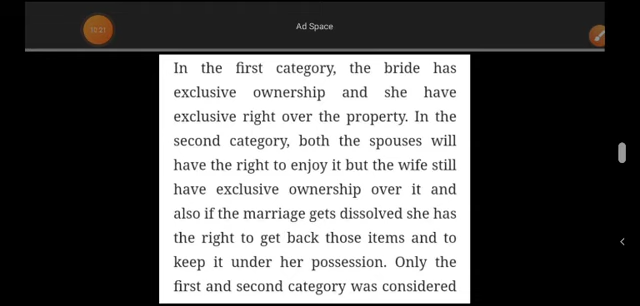 10:21
Ad Space
In the first category, the bride has
exclusive ownership and she have
exclusive right over the property. In the
second category, both the spouses will
have the right to enjoy it but the wife still
have exclusive ownership over it and
also if the marriage gets dissolved she has
the right to get back those items and to
keep it under her possession. Only the
first and second category was considered